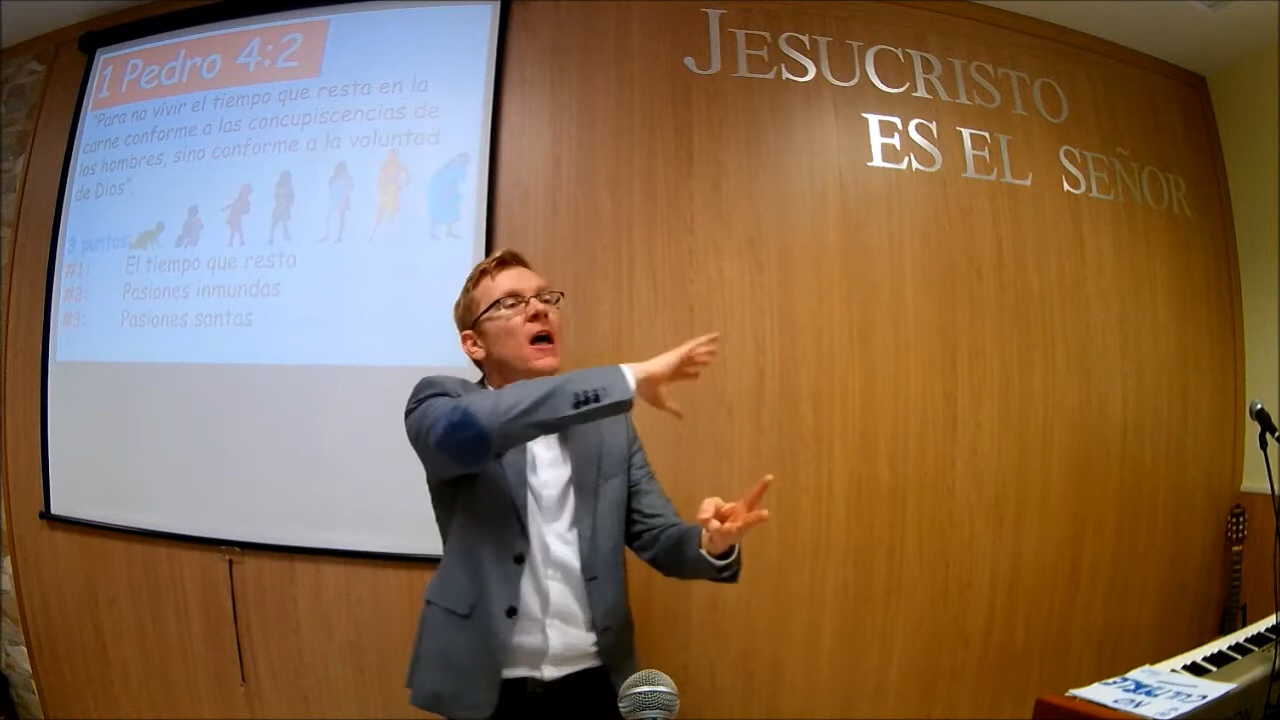 1 Pedro 4:2
"Para no vivir el tiempo que resta en la
carne conforme a las concupiscencias de
los hombres, sino conforme a la voluntad
de Dios".
3 puntos:
#1: El tiempo que resta
#2: Pasiones inmundas
#3: Pasiones santas
JESUCRISTO
ES EL SEÑOR
NO